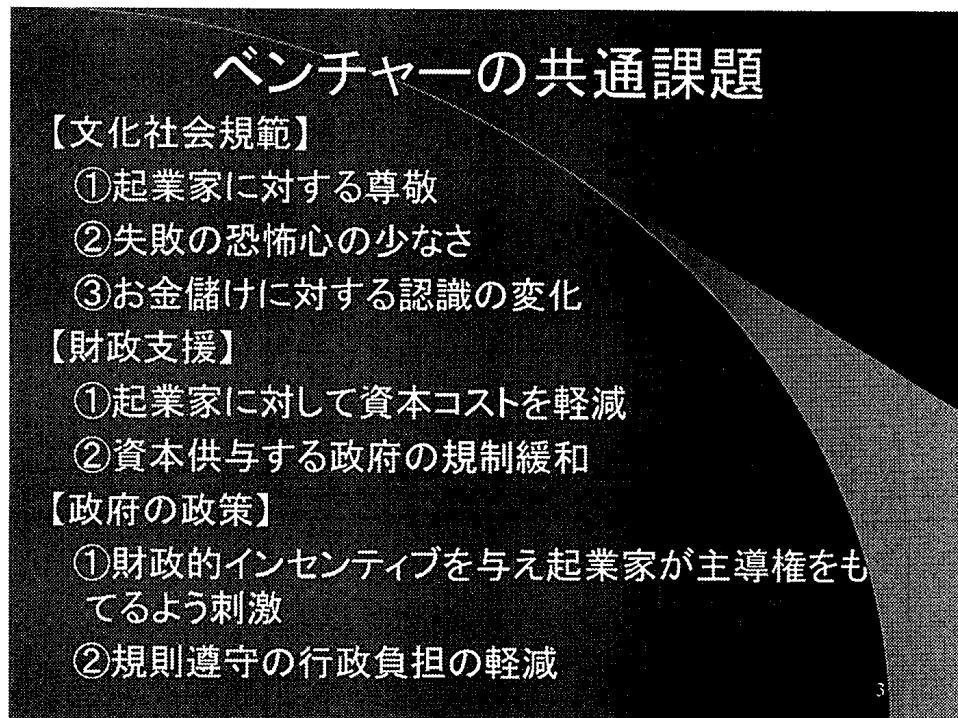 ベンチャーの共通課題
【文化社会規範】
①起業家に対する尊敬
②失敗の恐怖心の少なさ
③お金儲けに対する認識の変化
【財政支援】
①起業家に対して資本コストを軽減
②資本供与する政府の規制緩和
【政府の政策】
①財政的インセンティブを与え起業家が主導権をも
てるよう刺激
②規則遵守の行政負担の軽減
3